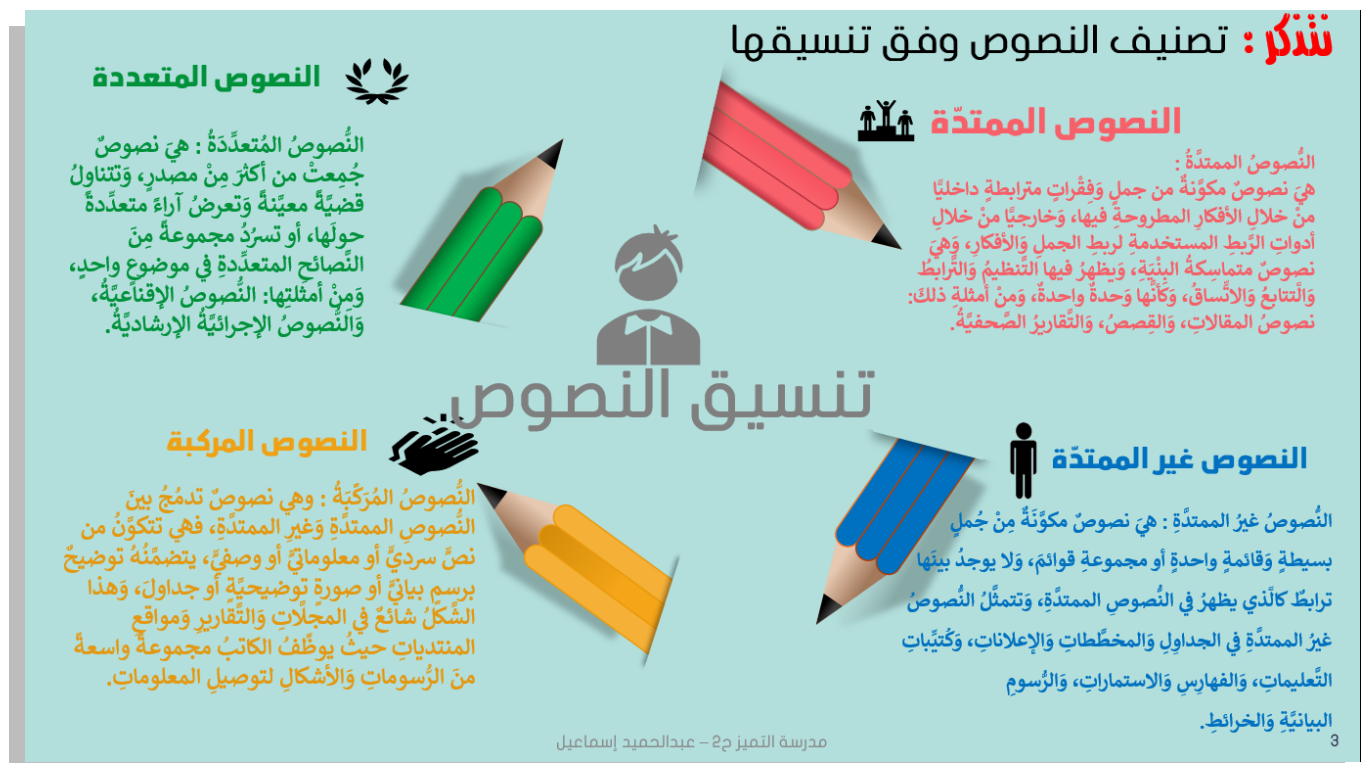 نتذكر : تصنيف النصوص وفق تنسيقها
النصوص الممتدّة
النُّصوصُ الممتدَّةُ :
هيَ نصوصٌ مكوَّنةٌ من جملٍ وَفِقْراتٍ مترابطةٍ داخليًّا
منْ خلالِ الأفكارِ المطروحةِ فيها، وَخارجيًّا منْ خلالِ
أدواتِ الرَّبطِ المستخدمةِ لربطِ الجملِ وَالأفكارِ، وَهيَ
نصوصٌ متماسِكةُ البِنْيَةِ، وَيظهرُ فيها التَّنظيمُ وَالتَّرابطُ
وَالَّتتابعُ وَالاتِّساقُ، وَكأنَّها وَحدةٌ واحدةٌ، وَمنْ أمثلةِ ذلكَ:
نصوصُ المقالاتِ، وَالقِصصُ، وَالتَّقاريرُ الصَّحفيَّةُ.
النصوص المتعددة
النُّصوصُ المُتعدِّدَةُ : هيَ نصوصٌ
جُمِعتْ من أكثرَ مِنْ مصدرٍ، وَتتناولُ
قضيَّةً معيَّنةً وَتعرضُ آراءً متعدِّدةً
حولَها، أو تسرُدُ مجموعةً مِنَ
النَّصائحِ المتعدِّدةِ في موضوعٍ واحدٍ،
وَمِنْ أمثلتِها: النُّصوصُ الإقناعيَّةُ،
وَالنُّصوصُ الإجرائيَّةُ الإرشاديَّةُ.
تنسيق النصوص
النصوص غير الممتدّة
النُّصوصُ غيرُ الممتدَّةِ : هيَ نصوصٌ مكوَّنَةٌ مِنْ جُملٍ
بسيطةٍ وَقائمةٍ واحدةٍ أو مجموعةِ قوائمَ، وَلا يوجدُ بينَها
ترابطٌ كالَّذي يظهرُ في النُّصوصِ الممتدَّةِ، وَتتمثَّلُ النُّصوصُ
غيرُ الممتدَّةِ في الجداولِ وَالمخطَّطاتِ وَالإعلاناتِ، وَكُتيِّباتِ
التَّعليماتِ، وَالفهارسِ وَالاستماراتِ، وَالرُّسومِ
البيانيَّةِ وَالخرائطِ.
النصوص المركبة
النُّصوصُ المُرَكَّبَةُ : وهي نصوصٌ تدمُجُ بينَ
النُّصوصِ الممتدَّةِ وَغيرِ الممتدَّةِ، فهي تتكوَّنُ من
نصَّ سرديَّ أو معلوماتيَّ أو وصفيَّ، يتضمَّنُهُ توضيحٌ
برسمٍ بيانيَّ أو صورةٍ توضيحيَّةٍ أو جداولَ، وَهذا
الشَّكلُ شائعٌ في المجلَّاتِ وَالتَّقاريرِ وَمواقعِ
المنتدياتِ حيثُ يوظِّفُ الكاتبُ مجموعةً واسعةً
منَ الرُّسوماتِ وَالأشكالِ لتوصيلِ المعلوماتِ.
مدرسة التميز ح2 – عبدالحميد إسماعيل
3